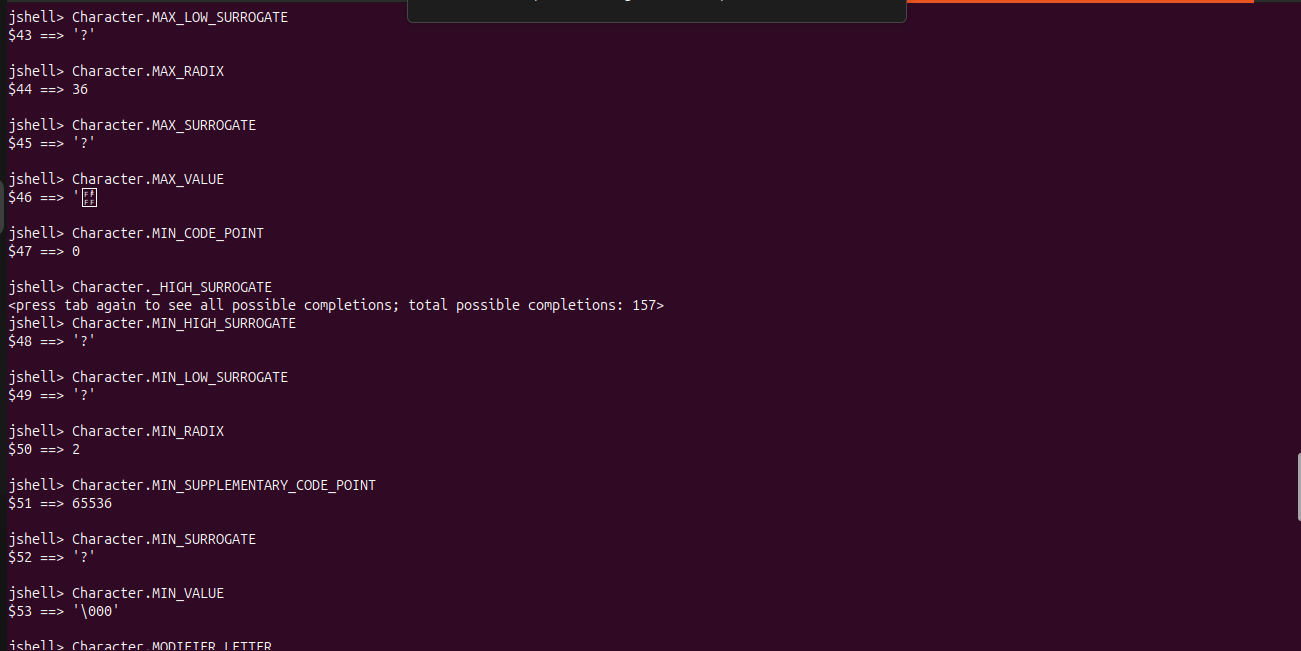 jshell> Character.MAX_LOW_SURROGATE
$43 ==> '?'
jshell> Character.MAX_RADIX
$44 ==> 36
jshell> Character.MAX_SURROGATE
$45 ==> '?'
jshell> Character.MAX_VALUE
$46 ==> '
jshell> Character.MIN_CODE_POINT
$47 ==> 0
jshell> Character._HIGH_SURROGATE
<press tab again to see all possible completions; total possible completions: 157>
jshell> Character.MIN_HIGH_SURROGATE
$48 ==> '?'
jshell> Character.MIN_LOW_SURROGATE
$49 ==> '?'
jshell> Character.MIN_RADIX
$50 ==> 2
jshell> Character.MIN_SUPPLEMENTARY_CODE_POINT
$51 ==> 65536
jshell> Character.MIN_SURROGATE
$52 ==> '?'
jshell> Character.MIN_VALUE
$53 ==> '\000'
jshell> Character.MODIFIER_LETTER